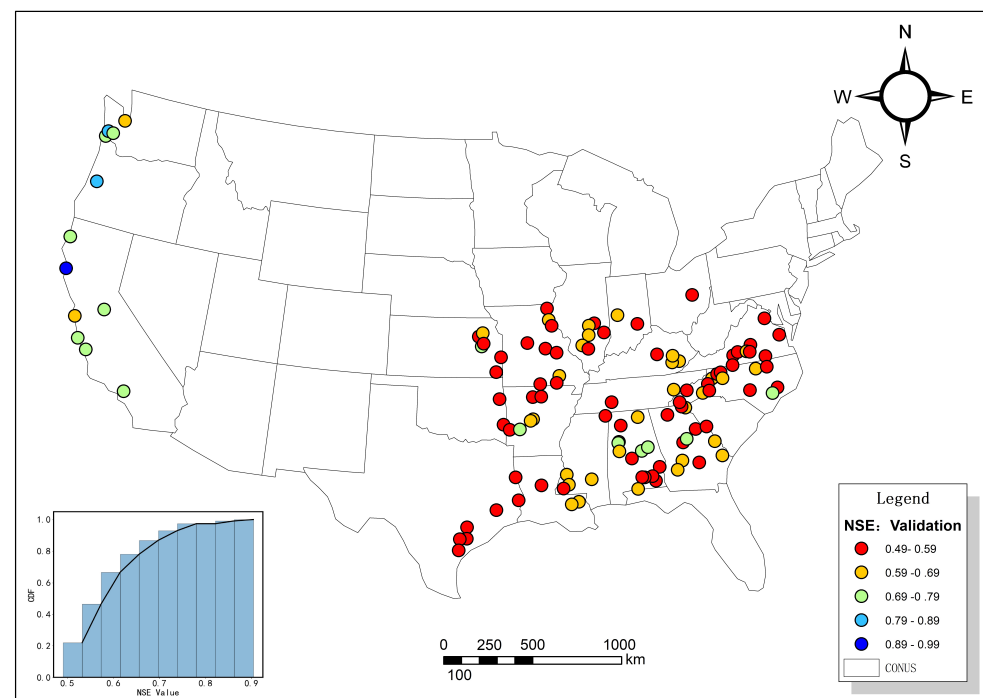 N
W E
S
Legend
NSE: Validation
0.49- 0.59
0.59 -0 .69
0.69 -0 .79
0.79 -0.89
0.89 -0.99
CONUS
1.0
0.8
0.6
0.4
0.2
0.0
CDF
0.5 0.6 0.7 0.8 0.9
NSE Value
0 250 500 1000
km
100